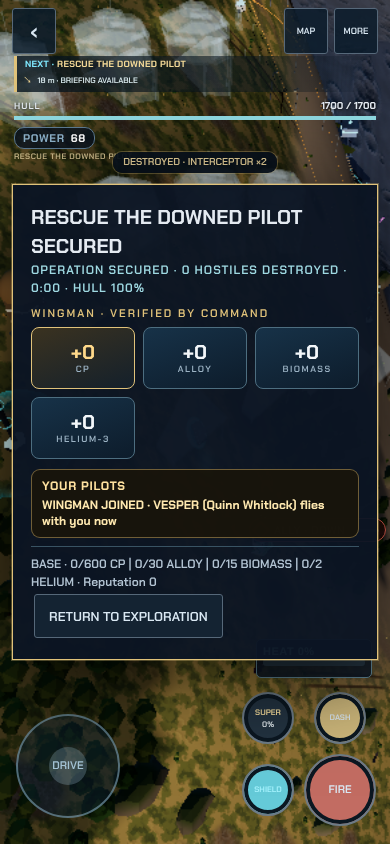 ‹
MAP
MORE
NEXT · RESCUE THE DOWNED PILOT
↘ 18 m · BRIEFING AVAILABLE
HULL
1700 / 1700
POWER 68
RESCUE THE DOWNED
DESTROYED · INTERCEPTOR ×2
RESCUE THE DOWNED PILOT
SECURED
OPERATION SECURED · 0 HOSTILES DESTROYED ·
0:00 · HULL 100%
WINGMAN · VERIFIED BY COMMAND
+0
CP
+0
ALLOY
+0
BIOMASS
+0
HELIUM-3
YOUR PILOTS
WINGMAN JOINED · VESPER (Quinn Whitlock) flies
with you now
BASE · 0/600 CP | 0/30 ALLOY | 0/15 BIOMASS | 0/2
HELIUM · Reputation 0
RETURN TO EXPLORATION
SUPER
0%
DASH
DRIVE
SHIELD
FIRE